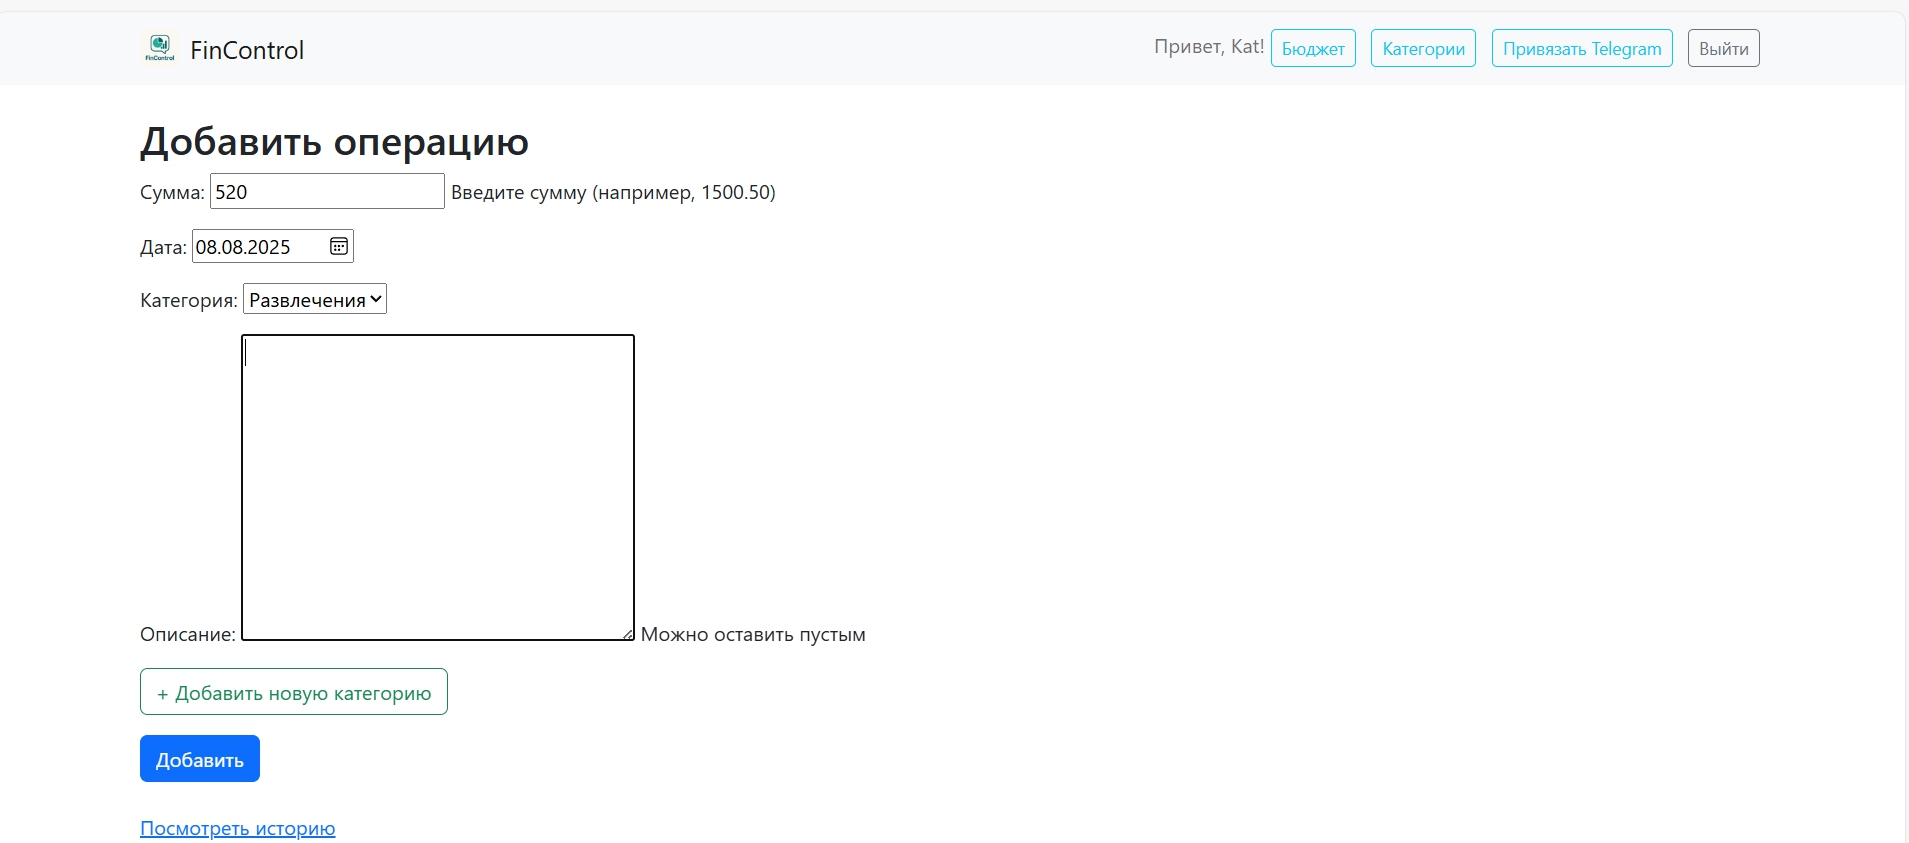 FinControl
FinControl
Привет, Kat! Бюджет Категории Привязать Telegram Выйти
Добавить операцию
Сумма: 520 Введите сумму (например, 1500.50)
Дата: 08.08.2025
Категория: Развлечения
Описание: Можно оставить пустым
+ Добавить новую категорию
Добавить
Посмотреть историю